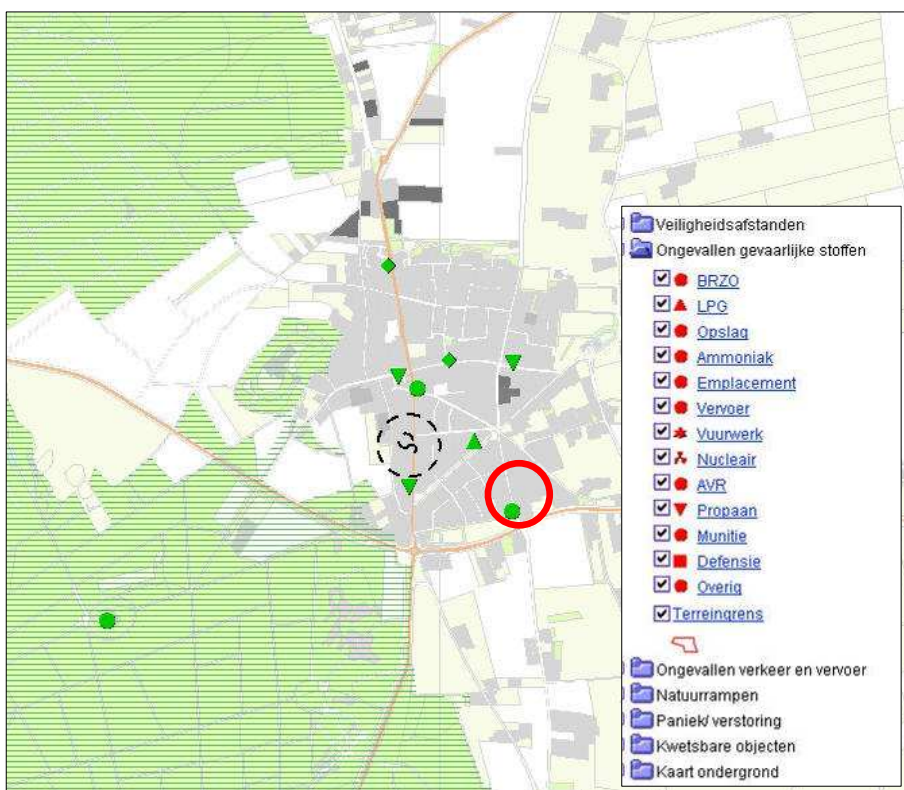 Veiligheidsafstanden
Ongevallen gevaarlijke stoffen
BRZO
LPG
Opslag
Ammoniak
Emplacement
Vervoer
Vuurwerk
Nucleair
AVR
Propaan
Munitie
Defensie
Overig
Terreingrens
Ongevallen verkeer en vervoer
Natuurrampen
Paniek/ verstoring
Kwetsbare objecten
Kaart ondergrond